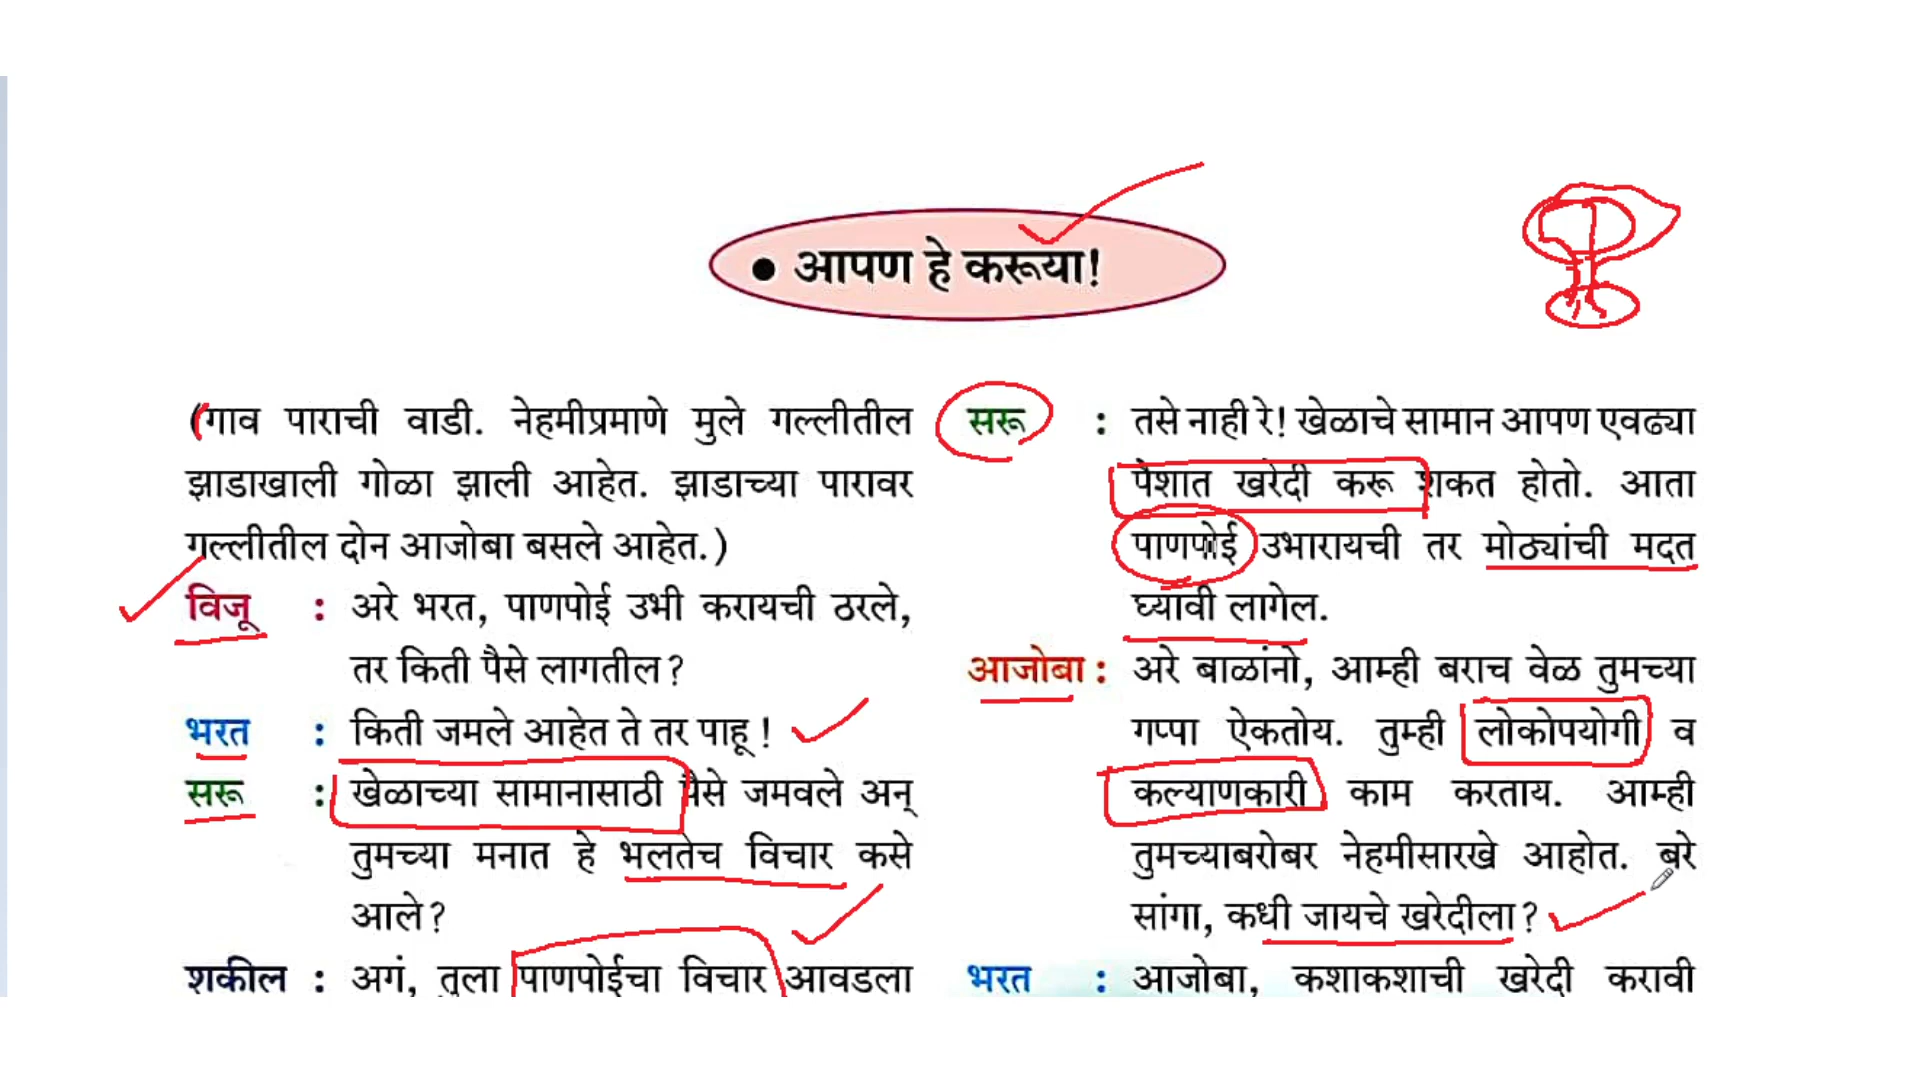 • आपण हे करूया!
(गाव पाराची वाडी. नेहमीप्रमाणे मुले गल्लीतील
झाडाखाली गोळा झाली आहेत. झाडाच्या पारावर
गल्लीतील दोन आजोबा बसले आहेत.)
विजू : अरे भरत, पाणपोई उभी करायची ठरले,
तर किती पैसे लागतील?
भरत : किती जमले आहेत ते तर पाहू!
सरू : खेळाच्या सामानासाठी पैसे जमवले अन्
तुमच्या मनात हे भलतेच विचार कसे
आले?
शकील : अगं, तुला पाणपोईचा विचार आवडला
सरू : तसे नाही रे! खेळाचे सामान आपण एवढ्या
पैशात खरेदी करू शकत होतो. आता
पाणपोई उभारायची तर मोठ्यांची मदत
घ्यावी लागेल.
आजोबा : अरे बाळांनो, आम्ही बराच वेळ तुमच्या
गप्पा ऐकतोय. तुम्ही लोकोपयोगी व
कल्याणकारी काम करताय. आम्ही
तुमच्याबरोबर नेहमीसारखे आहोत. बरे
सांगा, कधी जायचे खरेदीला?
भरत : आजोबा, कशाकशाची खरेदी करावी